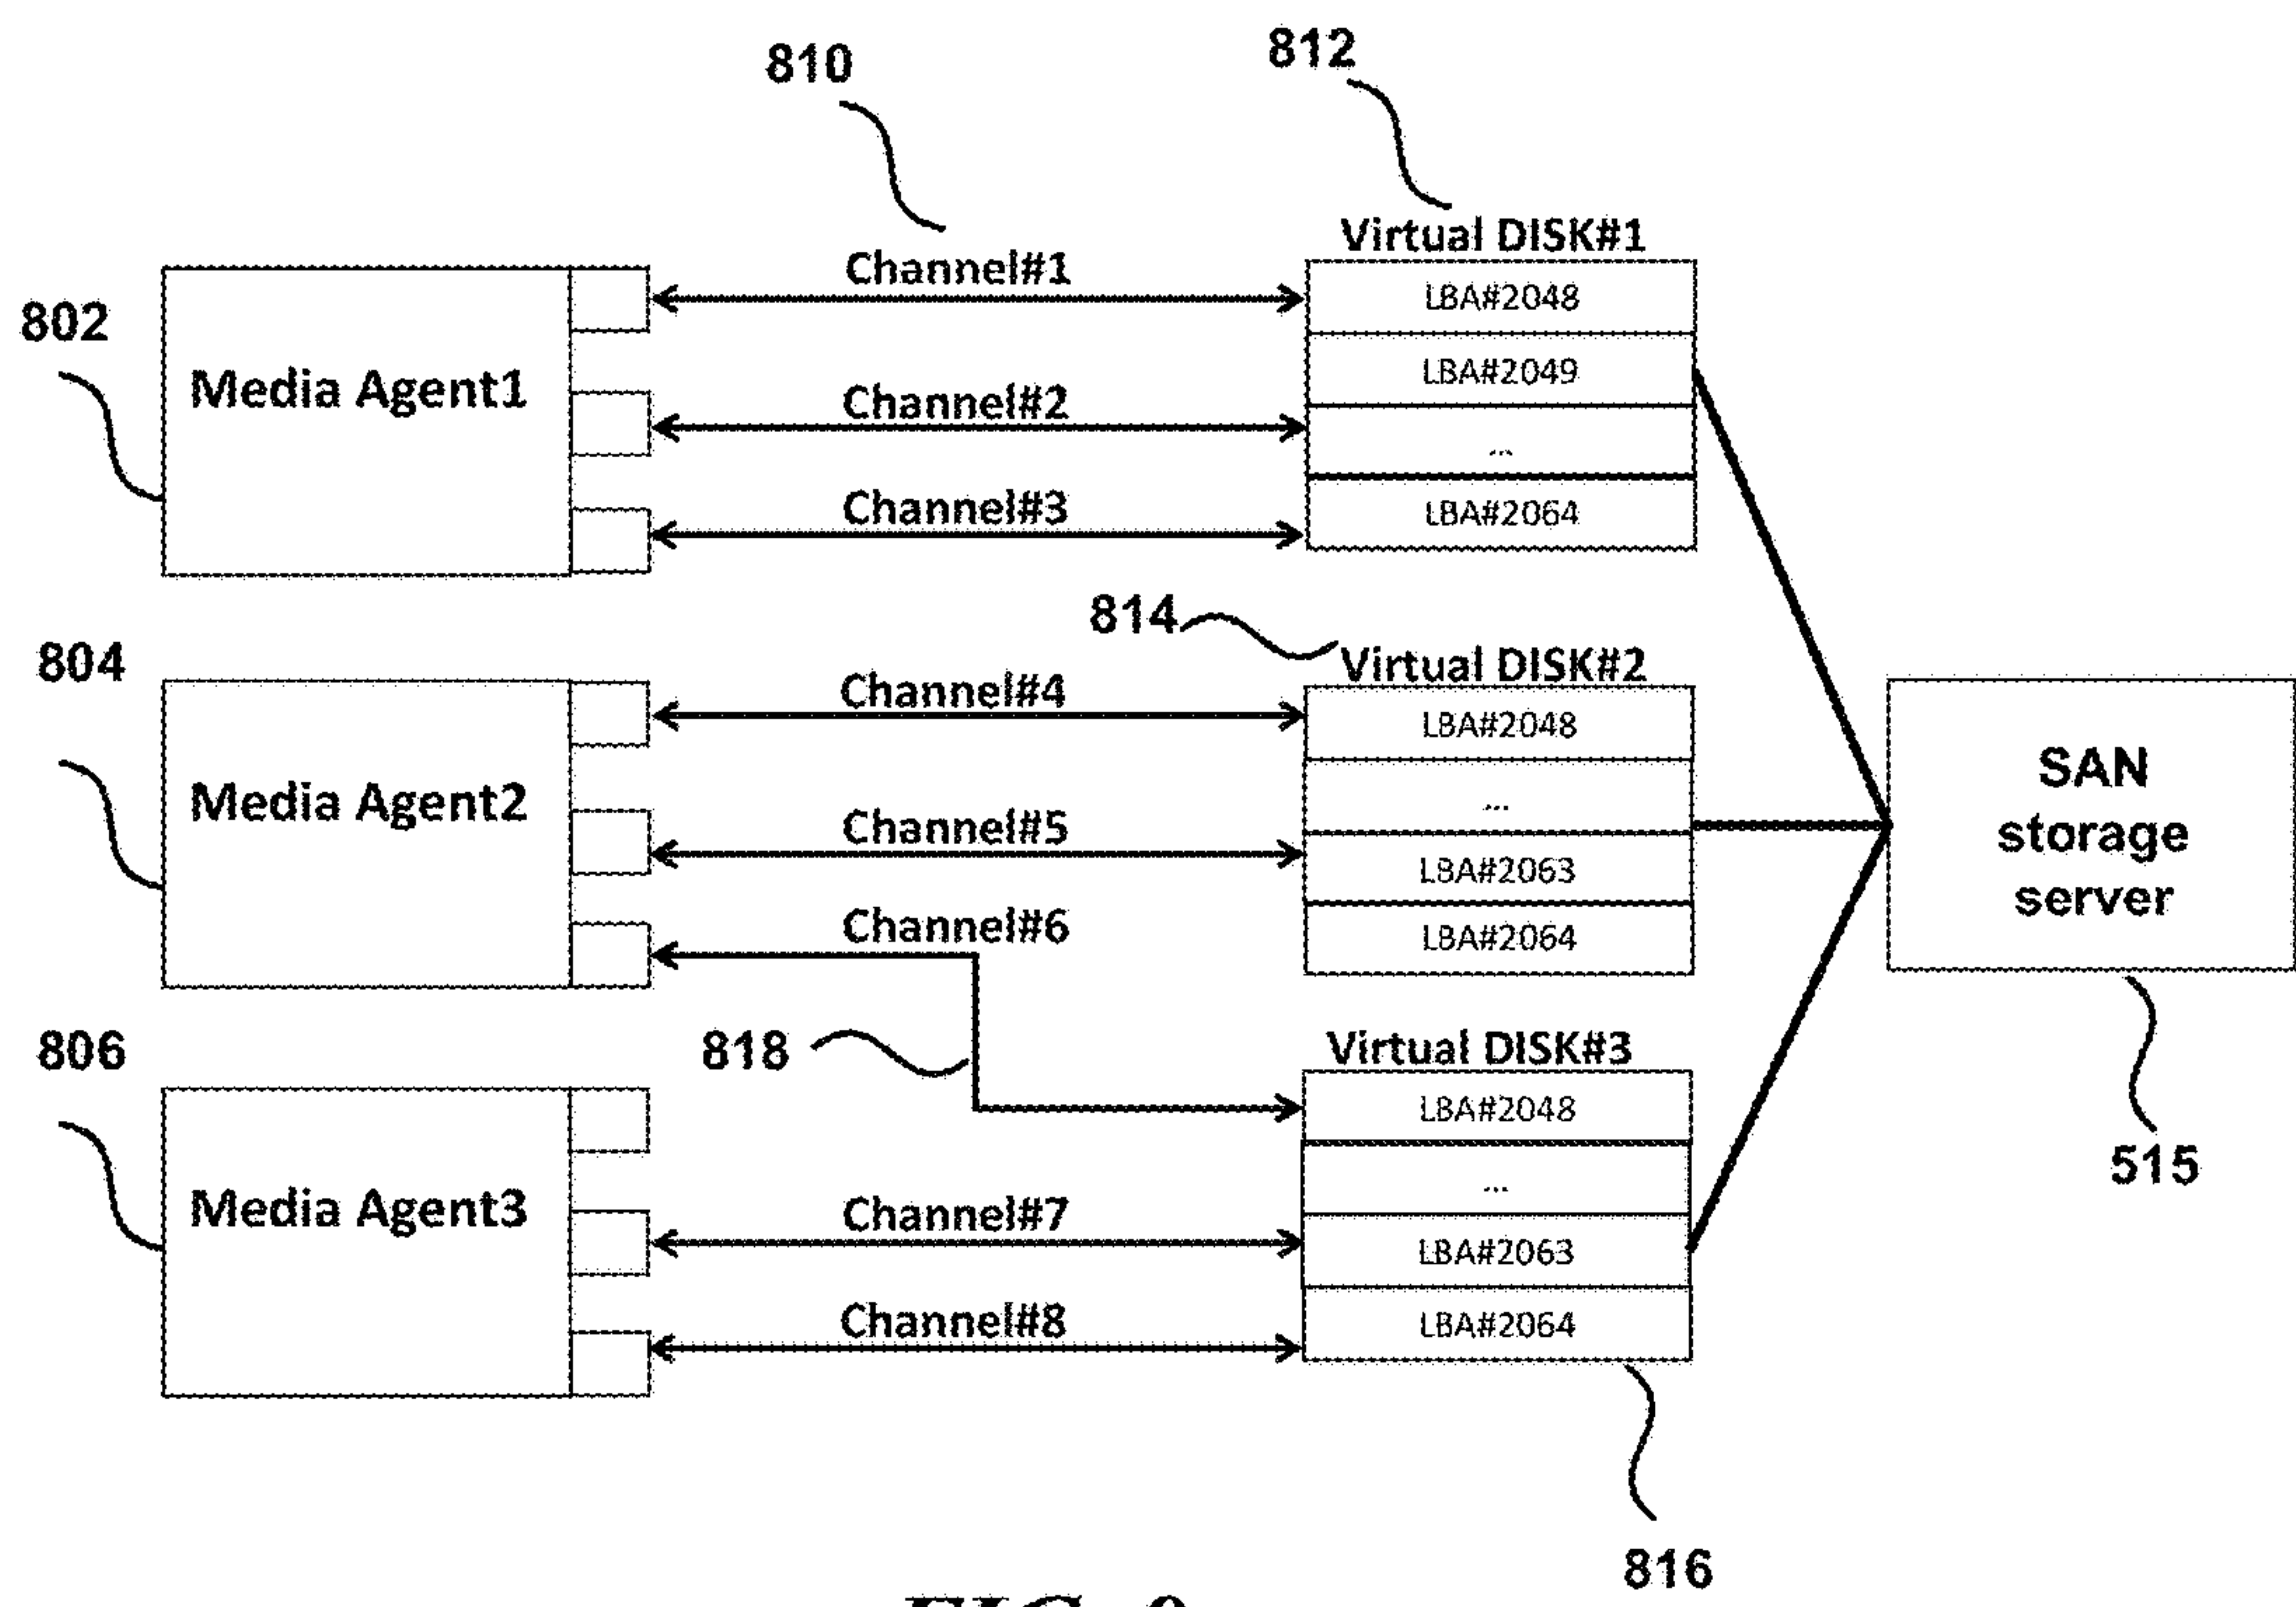 810
812
Virtual DISK#1
802
Media Agent1
Channel#1
Channel#2
Channel#3
LBA#2048
LBA#2049
...
LBA#2064
804
Media Agent2
Channel#4
Channel#5
Channel#6
814
Virtual DISK#2
LBA#2048
...
LBA#2063
LBA#2064
SAN
storage
server
515
806
Media Agent3
818
Channel#7
Channel#8
Virtual DISK#3
LBA#2048
...
LBA#2063
LBA#2064
816